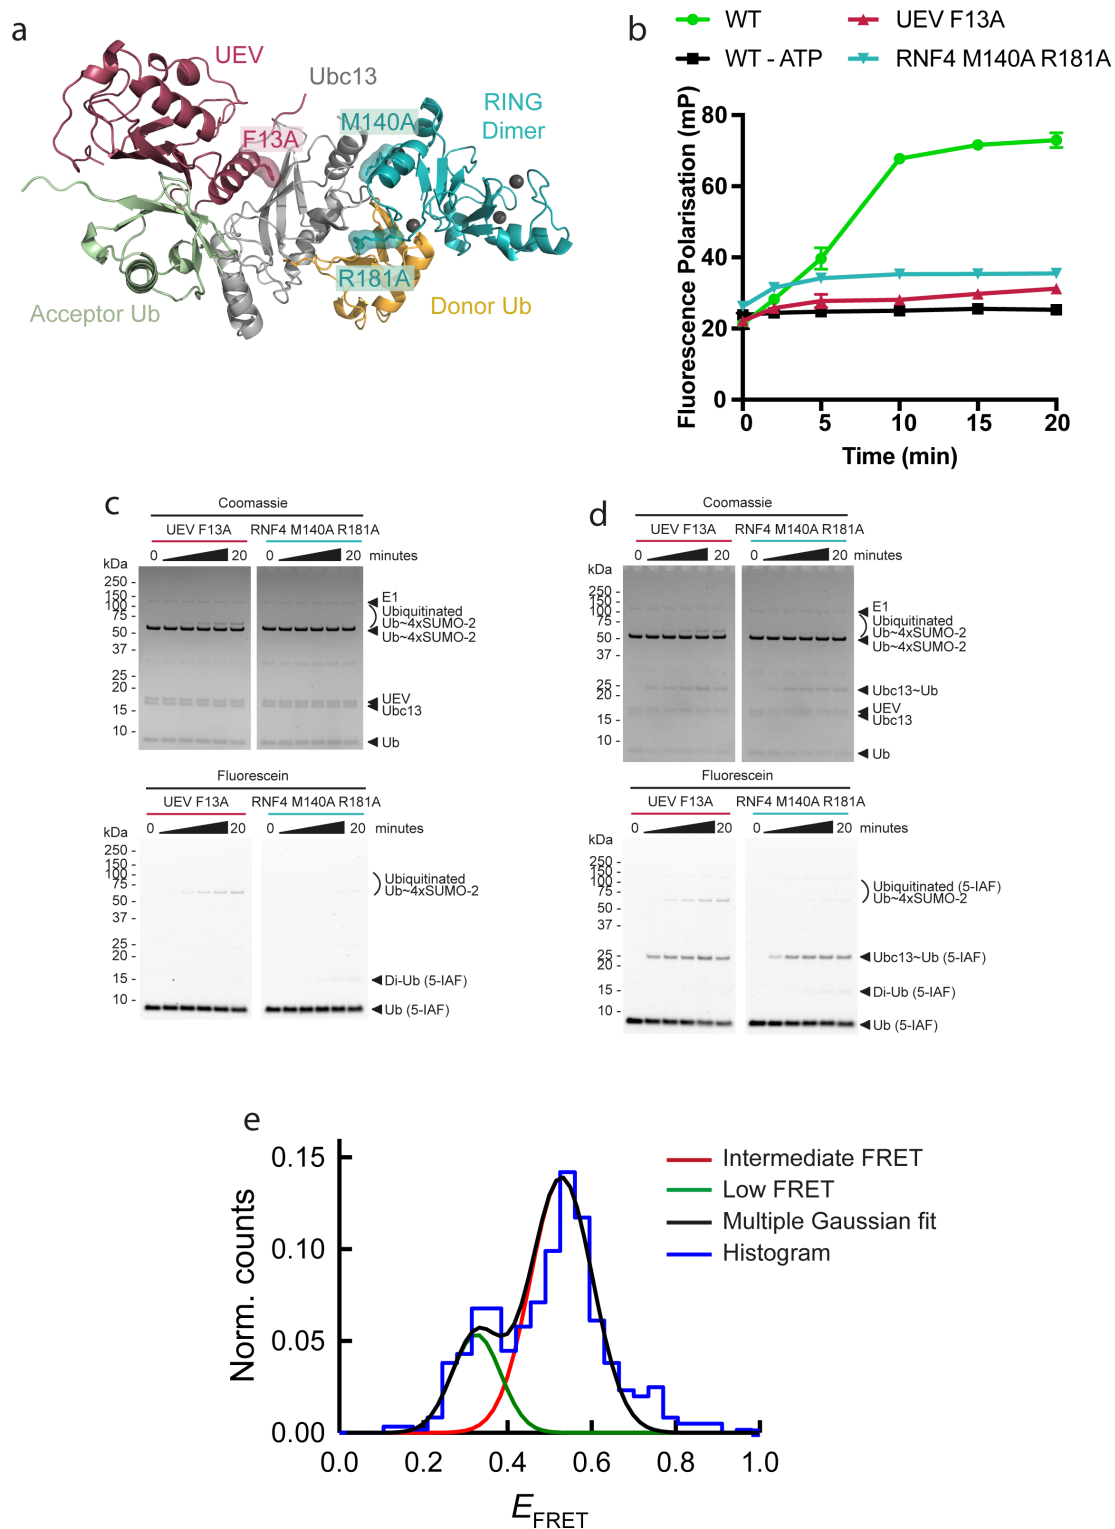 a
UEV
Ubc13
F13A
M140A
RING
Dimer
R181A
Acceptor Ub
Donor Ub
b
WT
UEV F13A
WT - ATP
RNF4 M140A R181A
Fluorescence Polarisation (mP)
80
60
40
20
0
0 5 10 15 20
Time (min)
c
Coomassie
UEV F13A RNF4 M140A R181A
0 20 0 20 minutes
kDa
250 -
150 -
100 -
75 -
50 -
37 -
25 -
20 -
15 -
10 -
E1
Ubiquitinated
Ub~4xSUMO-2
Ub~4xSUMO-2
UEV
Ubc13
Ub
Fluorescein
UEV F13A RNF4 M140A R181A
0 20 0 20 minutes
kDa
250 -
150 -
100 -
75 -
50 -
37 -
25 -
20 -
15 -
10 -
Ubiquitinated
Ub~4xSUMO-2
Di-Ub (5-IAF)
Ub (5-IAF)
d
Coomassie
UEV F13A RNF4 M140A R181A
0 20 0 20 minutes
kDa
250 -
150 -
100 -
75 -
50 -
37 -
25 -
20 -
15 -
10 -
E1
Ubiquitinated
Ub~4xSUMO-2
Ub~4xSUMO-2
Ubc13~Ub
UEV
Ubc13
Ub
Fluorescein
UEV F13A RNF4 M140A R181A
0 20 0 20 minutes
kDa
250 -
150 -
100 -
75 -
50 -
37 -
25 -
20 -
15 -
10 -
Ubiquitinated (5-IAF)
Ub~4xSUMO-2
Ubc13~Ub (5-IAF)
Di-Ub (5-IAF)
Ub (5-IAF)
e
Intermediate FRET
Low FRET
Multiple Gaussian fit
Histogram
Norm. counts
0.15
0.10
0.05
0.00
0.0 0.2 0.4 0.6 0.8 1.0
EFRET